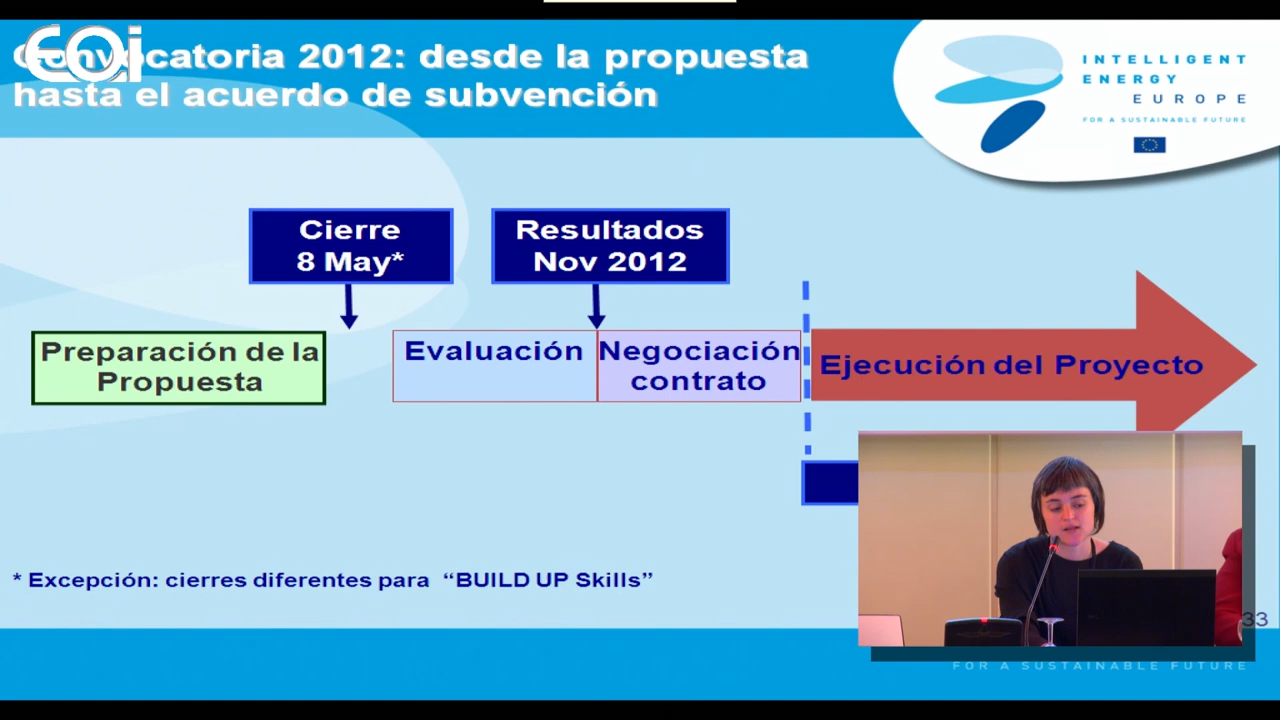 EOi
Convocatoria 2012: desde la propuesta
hasta el acuerdo de subvención
INTELLIGENT
ENERGY
EUROPE
FOR A SUSTAINABLE FUTURE
Cierre
8 May*
Resultados
Nov 2012
Preparación de la
Propuesta
Evaluación
Negociación
contrato
Ejecución del Proyecto
* Excepción: cierres diferentes para “BUILD UP Skills”
33
FOR A SUSTAINABLE FUTURE